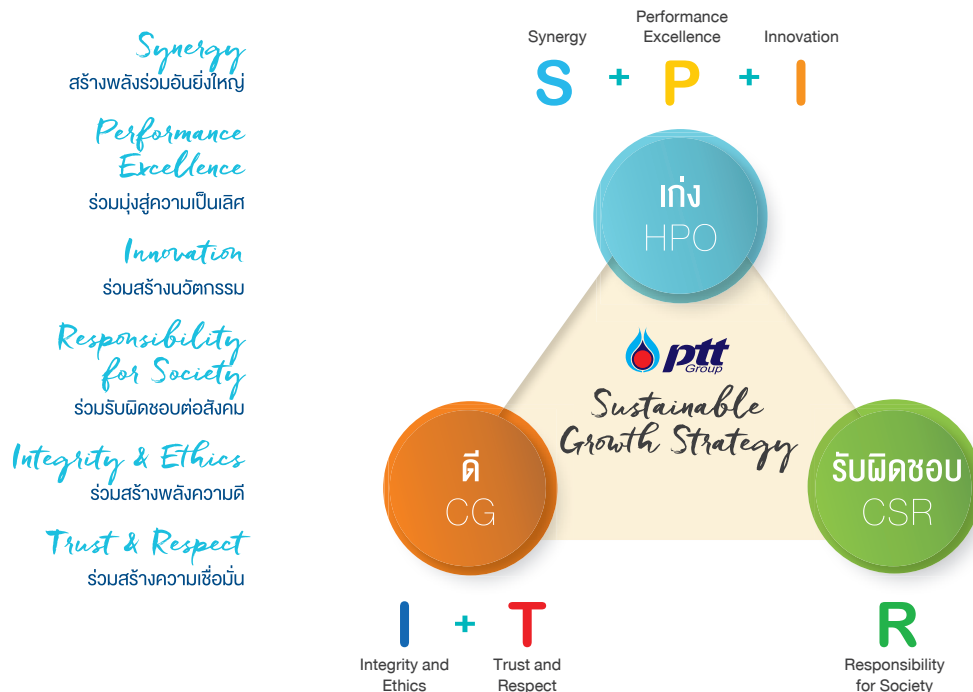 Synergy
สร้างพลังร่วมอันยิ่งใหญ่
Performance
Excellence
ร่วมมุ่งสู่ความเป็นเลิศ
Innovation
ร่วมสร้างนวัตกรรม
Responsibility
for Society
ร่วมรับผิดชอบต่อสังคม
Integrity & Ethics
ร่วมสร้างพลังความดี
Trust & Respect
ร่วมสร้างความเชื่อมั่น
Synergy
Performance
Excellence
Innovation
S + P + I
เก่ง
HPO
ptt
Group
Sustainable
Growth Strategy
ดี
CG
รับผิดชอบ
CSR
I + T
Integrity and
Ethics
Trust and
Respect
R
Responsibility
for Society